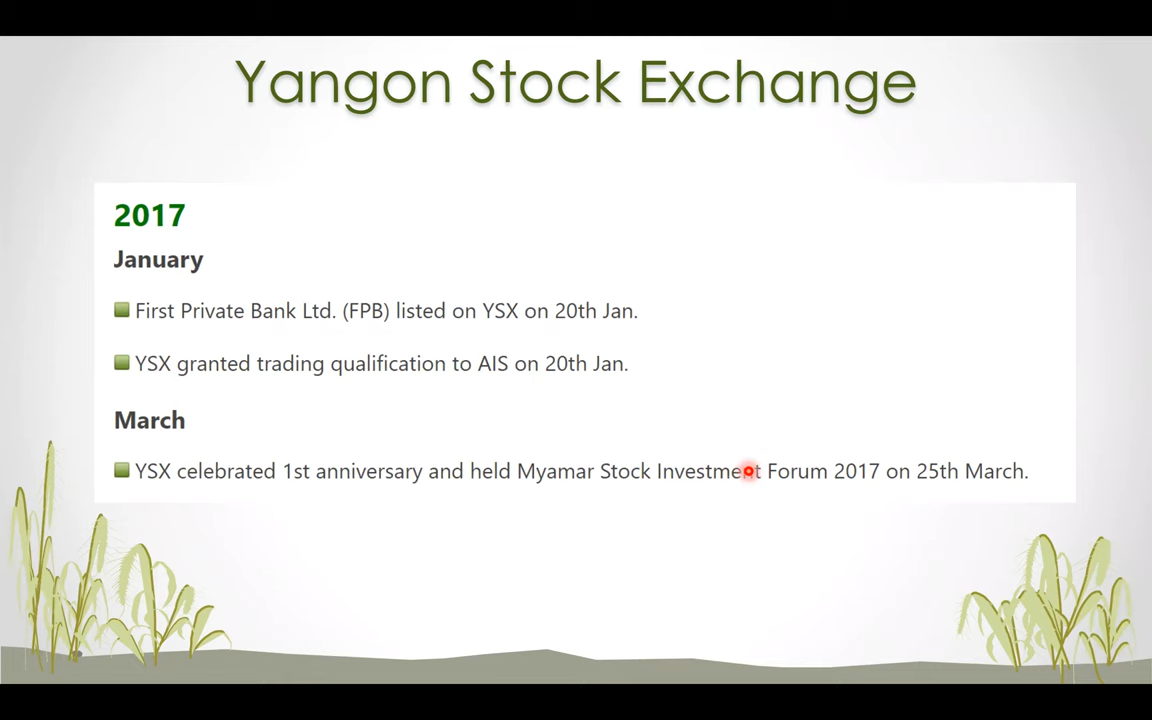 Yangon Stock Exchange
2017
January
First Private Bank Ltd. (FPB) listed on YSX on 20th Jan.
YSX granted trading qualification to AIS on 20th Jan.
March
YSX celebrated 1st anniversary and held Myamar Stock Investment Forum 2017 on 25th March.